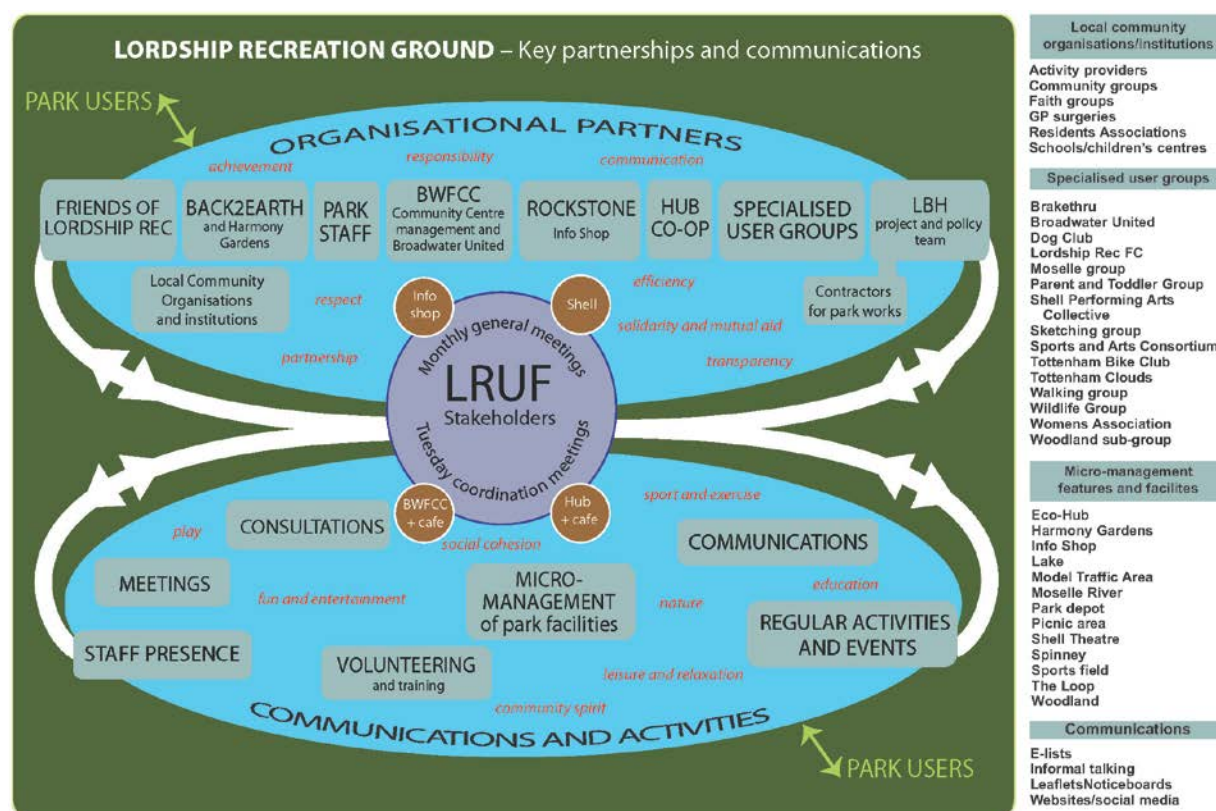 LORDSHIP RECREATION GROUND – Key partnerships and communications
PARK USERS
ORGANISATIONAL PARTNERS
achievement
responsibility
communication
FRIENDS OF
LORDSHIP REC
BACK2EARTH
and Harmony
Gardens
PARK
STAFF
BWFCC
Community Centre
management and
Broadwater United
ROCKSTONE
Info Shop
HUB
CO-OP
SPECIALISED
USER GROUPS
LBH
project and policy
team
Local Community
Organisations
and institutions
respect
Info
shop
Shell
efficiency
Contractors
for park works
solidarity and mutual aid
partnership
transparency
Monthly general meetings
LRUF
Stakeholders
Tuesday coordination meetings
BWFCC
+ cafe
Hub
+ cafe
sport and exercise
play
CONSULTATIONS
social cohesion
COMMUNICATIONS
MEETINGS
fun and entertainment
MICRO-
MANAGEMENT
of park facilities
nature
education
REGULAR ACTIVITIES
AND EVENTS
STAFF PRESENCE
VOLUNTEERING
and training
leisure and relaxation
community spirit
COMMUNICATIONS AND ACTIVITIES
PARK USERS
Local community
organisations/institutions
Activity providers
Community groups
Faith groups
GP surgeries
Residents Associations
Schools/children's centres
Specialised user groups
Brakethru
Broadwater United
Dog Club
Lordship Rec FC
Moselle group
Parent and Toddler Group
Shell Performing Arts
Collective
Sketching group
Sports and Arts Consortium
Tottenham Bike Club
Tottenham Clouds
Walking group
Wildlife Group
Womens Association
Woodland sub-group
Micro-management
features and facilites
Eco-Hub
Harmony Gardens
Info Shop
Lake
Model Traffic Area
Moselle River
Park depot
Picnic area
Shell Theatre
Spinney
Sports field
The Loop
Woodland
Communications
E-lists
Informal talking
LeafletsNoticeboards
Websites/social media